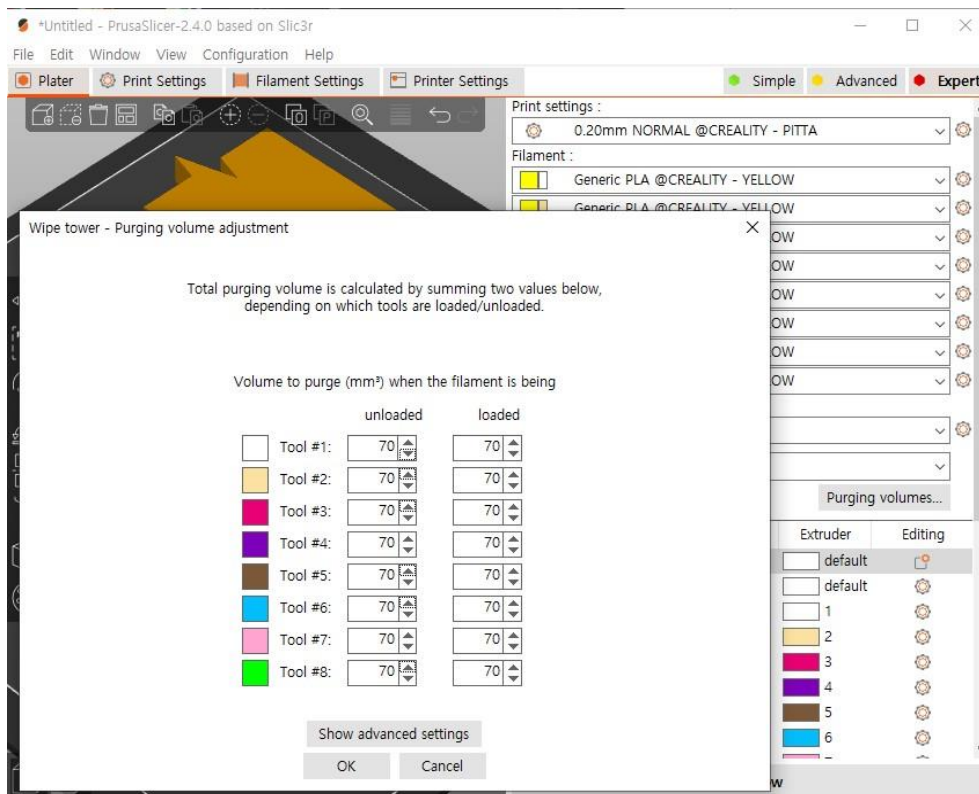 *Untitled - PrusaSlicer-2.4.0 based on Slic3r
File Edit Window View Configuration Help
Plater Print Settings Filament Settings Printer Settings Simple Advanced Expert
Print settings :
0.20mm NORMAL @CREALITY - PITTA
Filament :
Generic PLA @CREALITY - YELLOW
Generic PLA @CREALITY - YELLOW
OW
OW
OW
OW
OW
OW
Wipe tower - Purging volume adjustment
Total purging volume is calculated by summing two values below,
depending on which tools are loaded/unloaded.
Volume to purge (mm³) when the filament is being
unloaded loaded
Tool #1: 70 70
Tool #2: 70 70
Tool #3: 70 70
Tool #4: 70 70
Tool #5: 70 70
Tool #6: 70 70
Tool #7: 70 70
Tool #8: 70 70
Show advanced settings
OK Cancel
Purging volumes...
Extruder Editing
default
default
1
2
3
4
5
6
w